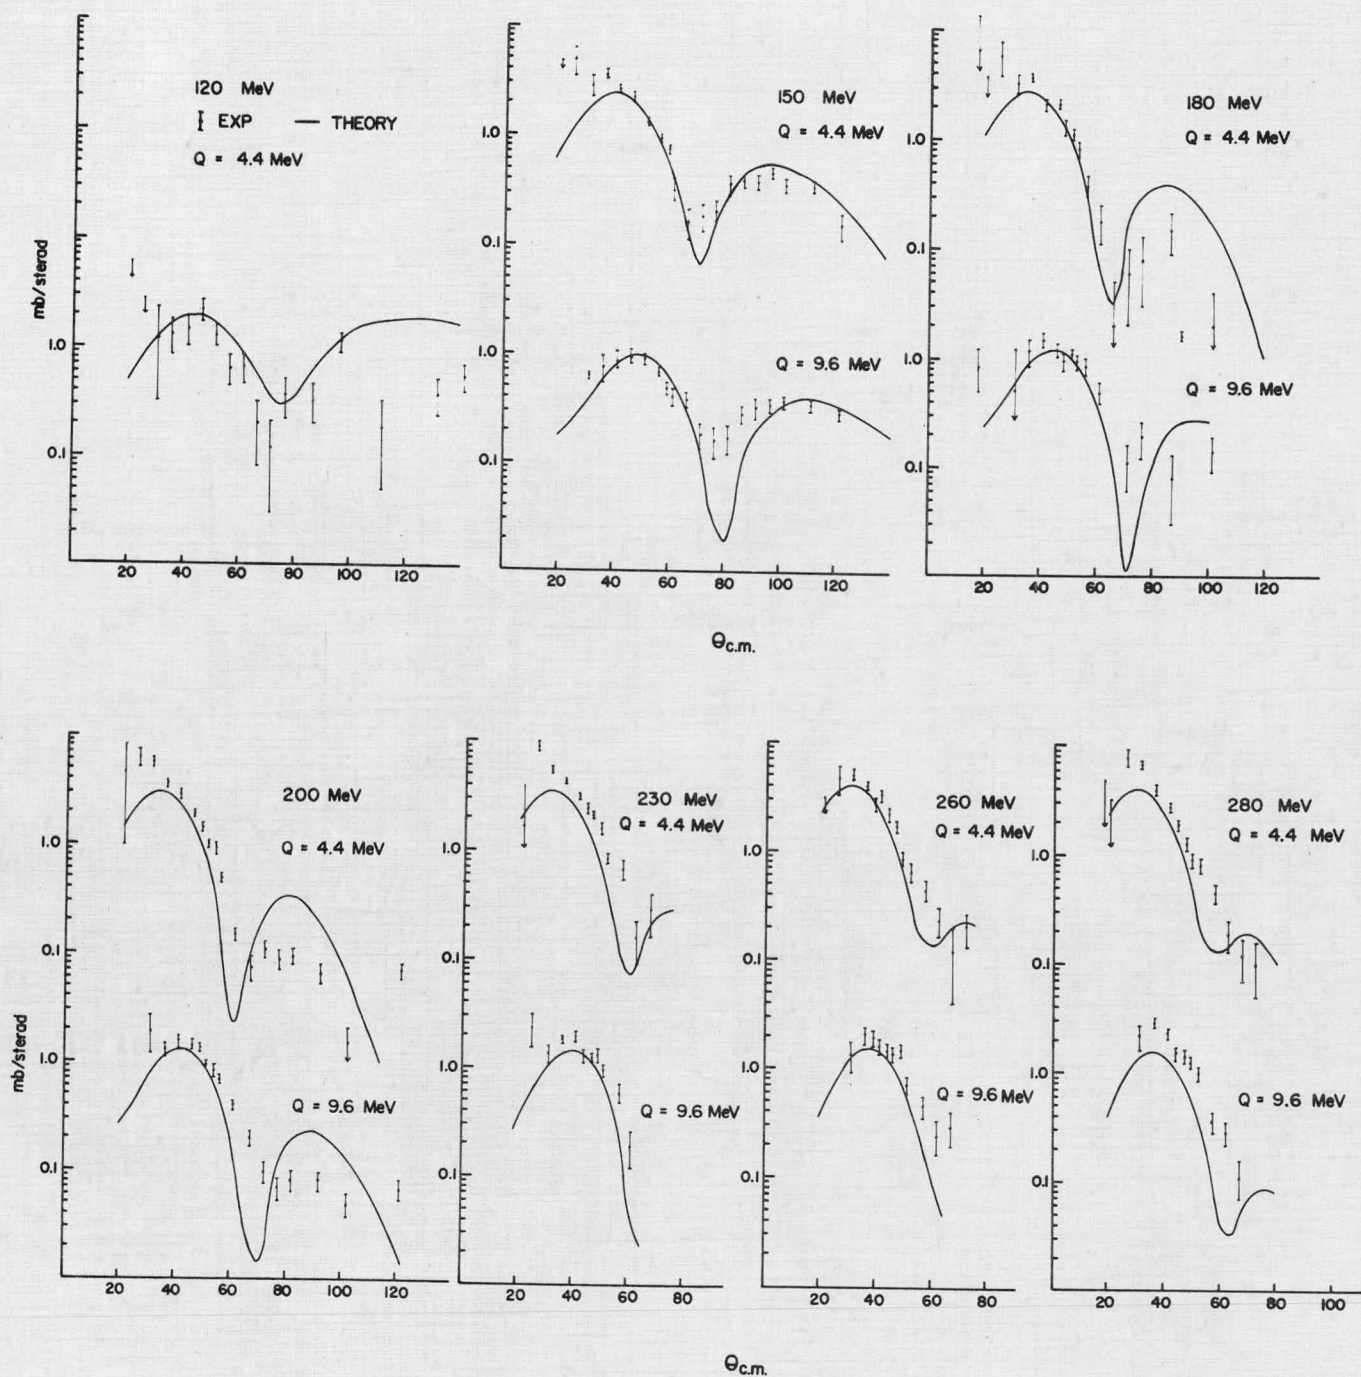 120 MeV
EXP — THEORY
Q = 4.4 MeV
mb/sterad
1.0
0.1
20 40 60 80 100 120
150 MeV
Q = 4.4 MeV
1.0
0.1
Q = 9.6 MeV
1.0
0.1
20 40 60 80 100 120
180 MeV
Q = 4.4 MeV
1.0
0.1
Q = 9.6 MeV
1.0
0.1
20 40 60 80 100 120
Θc.m.
200 MeV
Q = 4.4 MeV
1.0
0.1
mb/sterad
Q = 9.6 MeV
1.0
0.1
20 40 60 80 100 120
230 MeV
Q = 4.4 MeV
1.0
0.1
Q = 9.6 MeV
1.0
0.1
20 40 60 80
260 MeV
Q = 4.4 MeV
1.0
0.1
Q = 9.6 MeV
1.0
0.1
20 40 60 80
280 MeV
Q = 4.4 MeV
1.0
0.1
Q = 9.6 MeV
1.0
0.1
20 40 60 80 100
Θc.m.